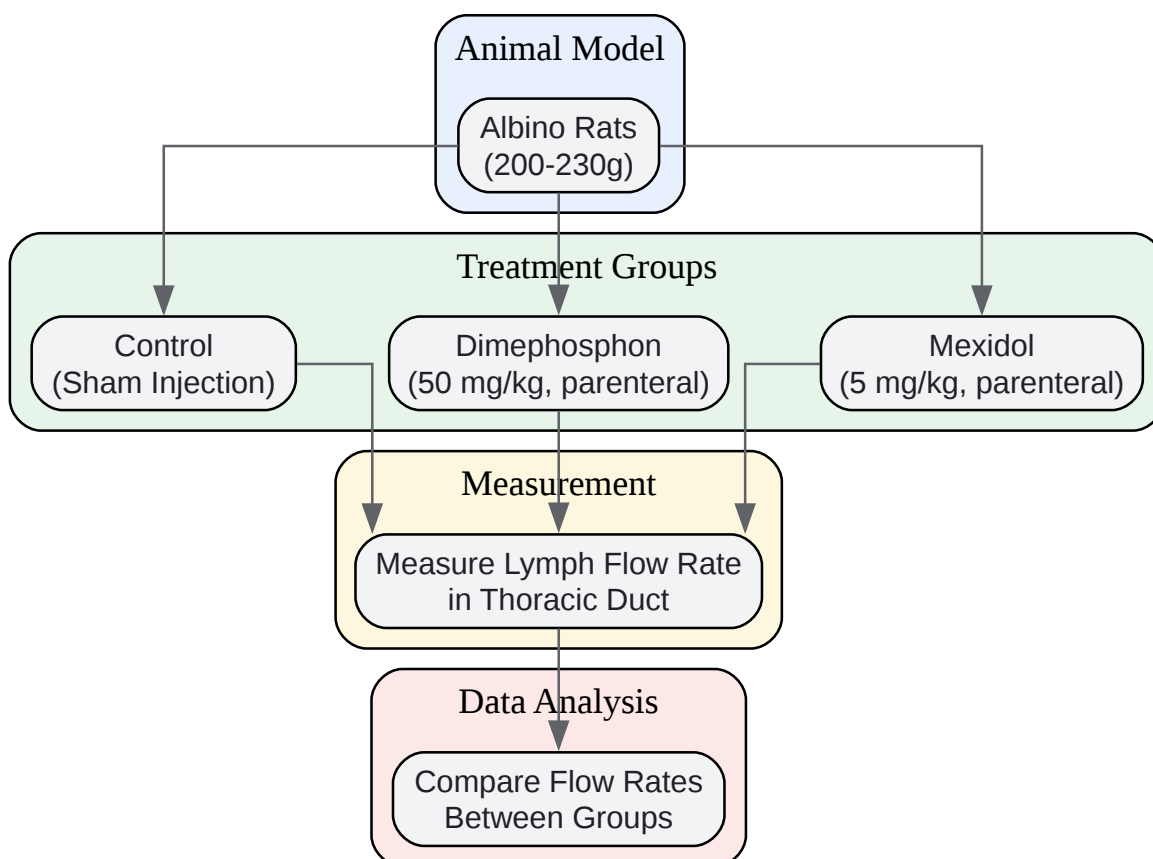 Animal Model
Albino Rats
(200-230g)
Treatment Groups
Control
(Sham Injection)
Dimephosphon
(50 mg/kg, parenteral)
Mexidol
(5 mg/kg, parenteral)
Measurement
Measure Lymph Flow Rate
in Thoracic Duct
Data Analysis
Compare Flow Rates
Between Groups